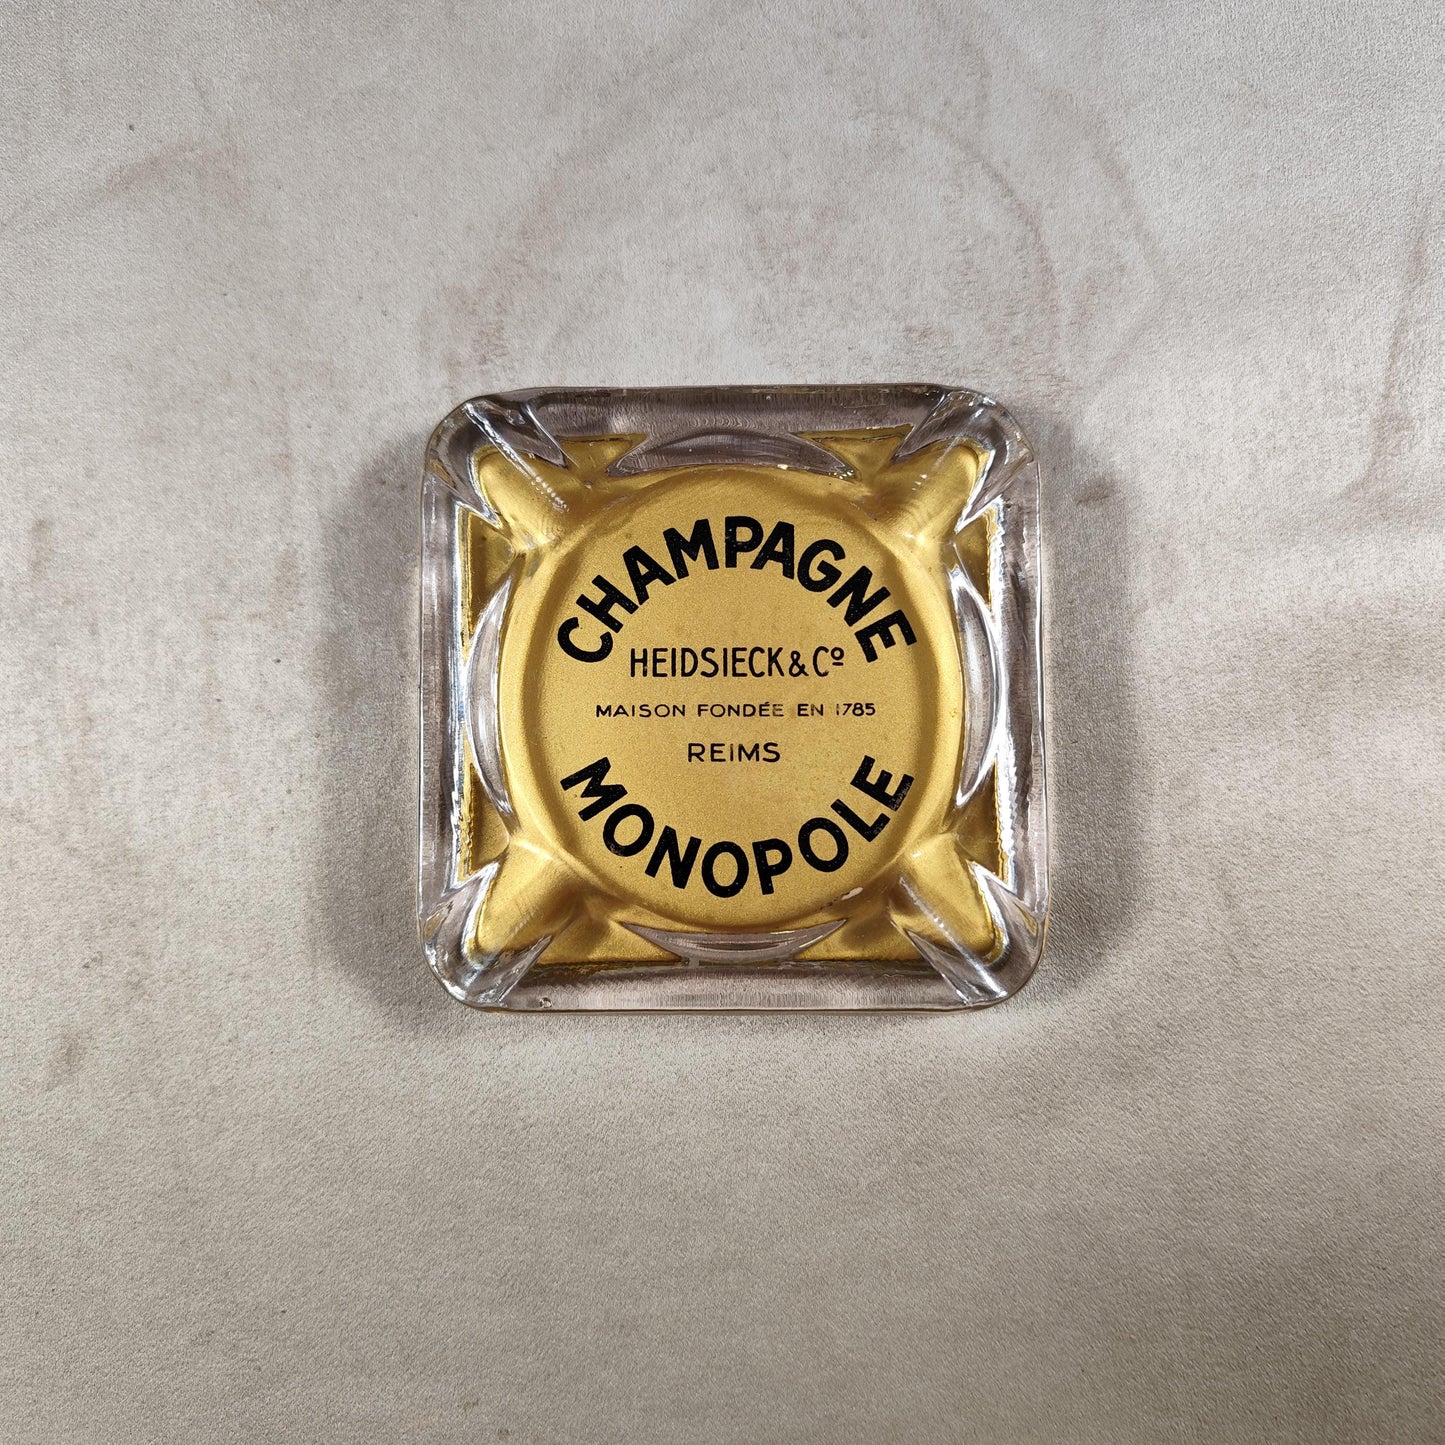 CHAMPAGNE
HEIDSIECK & Cº
MAISON FONDÉE EN 1785
REIMS
MONOPOLE